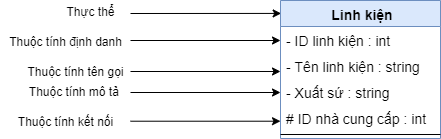 Thực thể
Linh kiện
Thuộc tính định danh
- ID linh kiện : int
Thuộc tính tên gọi
- Tên linh kiện : string
Thuộc tính mô tả
- Xuất sứ : string
Thuộc tính kết nối
# ID nhà cung cấp : int